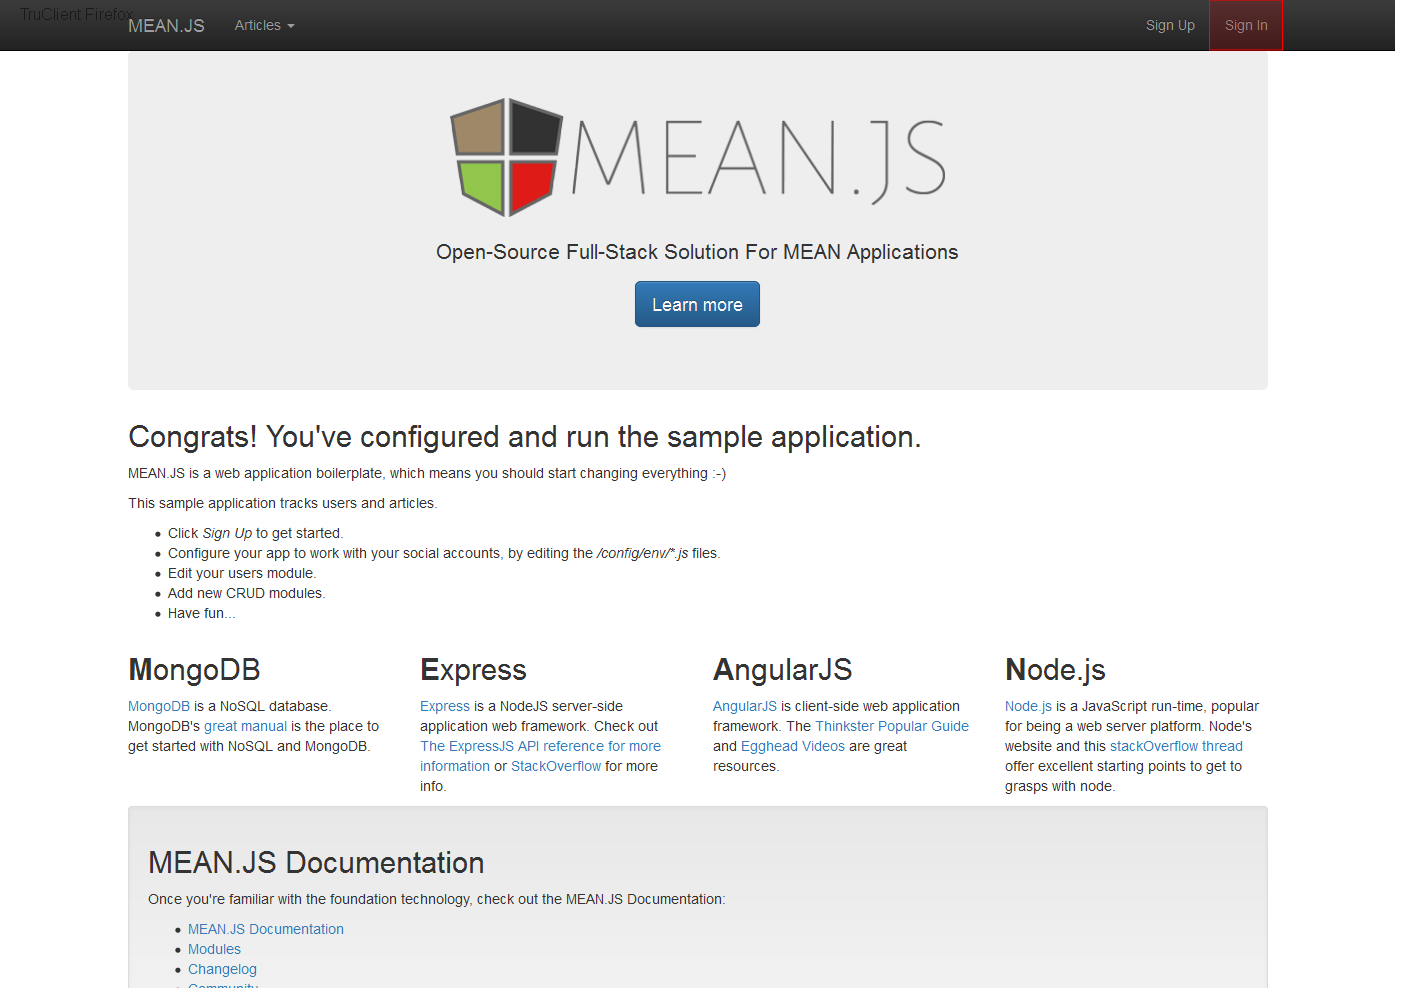 TruClient Firefox
MEAN.JS Articles Sign Up Sign In
MEAN.JS
Open-Source Full-Stack Solution For MEAN Applications
Learn more
Congrats! You've configured and run the sample application.
MEAN.JS is a web application boilerplate, which means you should start changing everything :-)
This sample application tracks users and articles.
Click Sign Up to get started.
Configure your app to work with your social accounts, by editing the /config/env/*.js files.
Edit your users module.
Add new CRUD modules.
Have fun...
MongoDB
MongoDB is a NoSQL database.
MongoDB's great manual is the place to
get started with NoSQL and MongoDB.
Express
Express is a NodeJS server-side
application web framework. Check out
The ExpressJS API reference for more
information or StackOverflow for more
info.
AngularJS
AngularJS is client-side web application
framework. The Thinkster Popular Guide
and Egghead Videos are great
resources.
Node.js
Node.js is a JavaScript run-time, popular
for being a web server platform. Node's
website and this stackOverflow thread
offer excellent starting points to get to
grasps with node.
MEAN.JS Documentation
Once you're familiar with the foundation technology, check out the MEAN.JS Documentation:
MEAN.JS Documentation
Modules
Changelog
Community